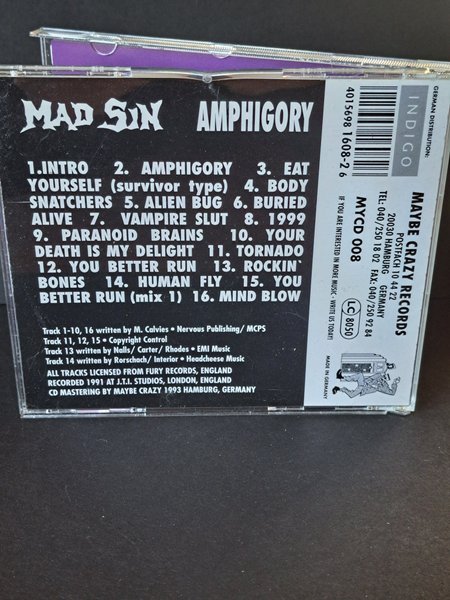 MAD SIN AMPHIGORY
1.INTRO 2. AMPHIGORY 3. EAT
YOURSELF (survivor type) 4. BODY
SNATCHERS 5. ALIEN BUG 6. BURIED
ALIVE 7. VAMPIRE SLUT 8. 1999
9. PARANOID BRAINS 10. YOUR
DEATH IS MY DELIGHT 11. TORNADO
12. YOU BETTER RUN 13. ROCKIN'
BONES 14. HUMAN FLY 15. YOU
BETTER RUN (mix 1) 16. MIND BLOW
Track 1-10, 16 written by M. Calvies • Nervous Publishing/ MCPS
Track 11, 12, 15 • Copyright Control
Track 13 written by Nalls/ Carter/ Rhodes • EMI Music
Track 14 written by Rorschach/ Interior • Headcheese Music
ALL TRACKS LICENSED FROM FURY RECORDS, ENGLAND
RECORDED 1991 AT J.T.I. STUDIOS, LONDON, ENGLAND
CD MASTERING BY MAYBE CRAZY 1993 HAMBURG, GERMANY
GERMAN DISTRIBUTION:
INDIGO
4015698 1608-2 6
MAYBE CRAZY RECORDS
POSTFACH 10 44 72
20030 HAMBURG GERMANY
TEL: 040/250 18 02 FAX: 040/250 92 84
MYCD 008
IF YOU ARE INTERESTED IN MORE MUSIC - WRITE US TODAY!
LC 8050
MADE IN GERMANY